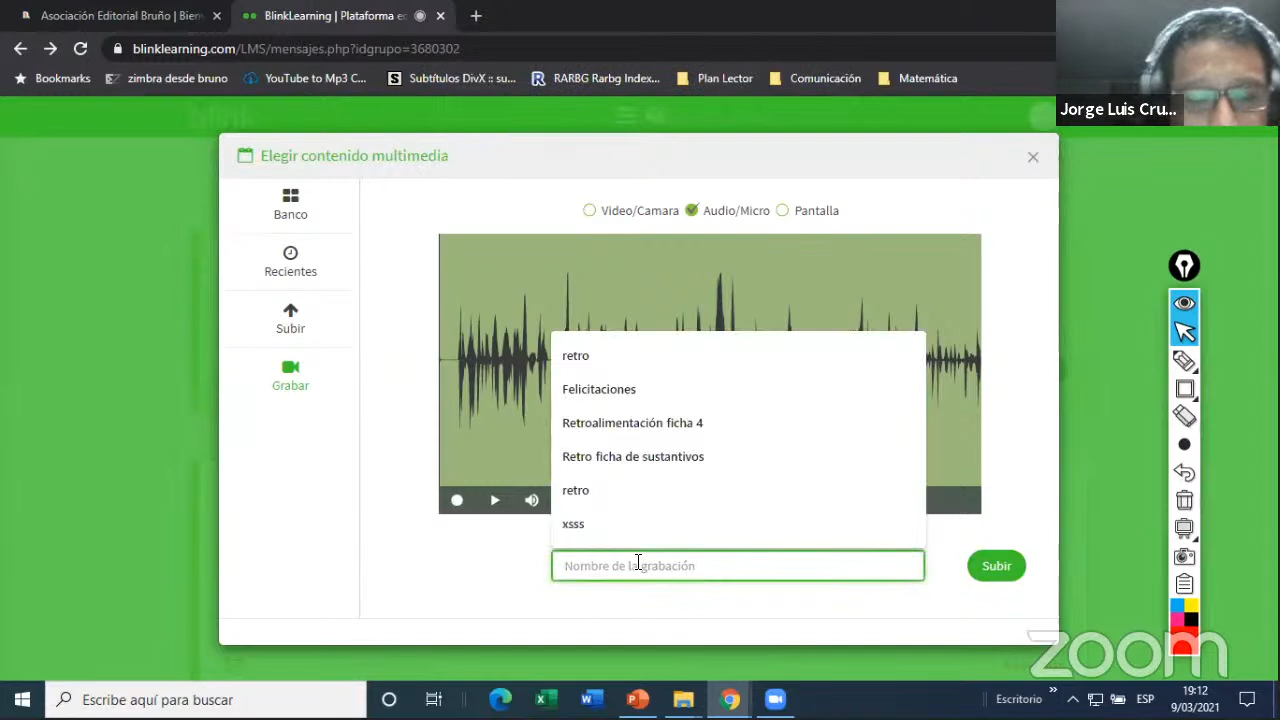 Asociación Editorial Bruño | Bien
BlinkLearning | Plataforma ed
blinklearning.com/LMS/mensajes.php?idgrupo=3680302
Bookmarks
zimbra desde bruno
YouTube to Mp3 C...
Subtítulos DivX :: su...
RARBG Rarbg Index...
Plan Lector
Comunicación
Matemática
Jorge Luis Cru...
Elegir contenido multimedia
Banco
Recientes
Subir
Grabar
Video/Camara
Audio/Micro
Pantalla
retro
Felicitaciones
Retroalimentación ficha 4
Retro ficha de sustantivos
retro
xsss
Nombre de la grabación
Subir
zoom
Escribe aquí para buscar
Escritorio
ESP
19:12
9/03/2021